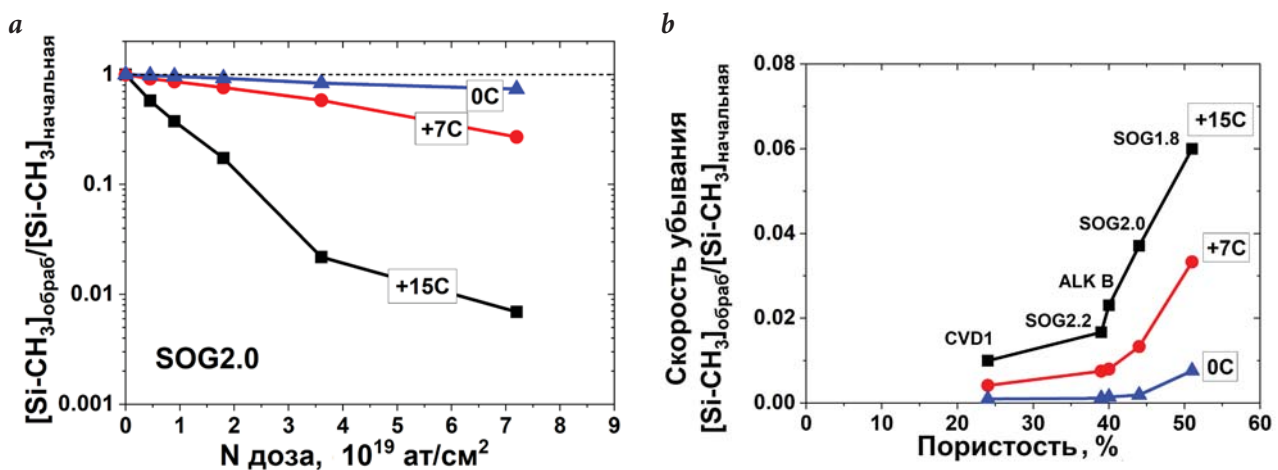 a
[Si-CH3]обраб/[Si-CH3]начальная
1
0.1
0.01
0.001
0C
+7C
+15C
SOG2.0
0 1 2 3 4 5 6 7 8 9
N доза, 10^19 ат/см^2
b
Скорость убывания
[Si-CH3]обраб/[Si-CH3]начальная
0.08
0.06
0.04
0.02
0.00
+15C
SOG1.8
SOG2.0
+7C
ALK B
SOG2.2
CVD1
0C
0 10 20 30 40 50 60
Пористость, %